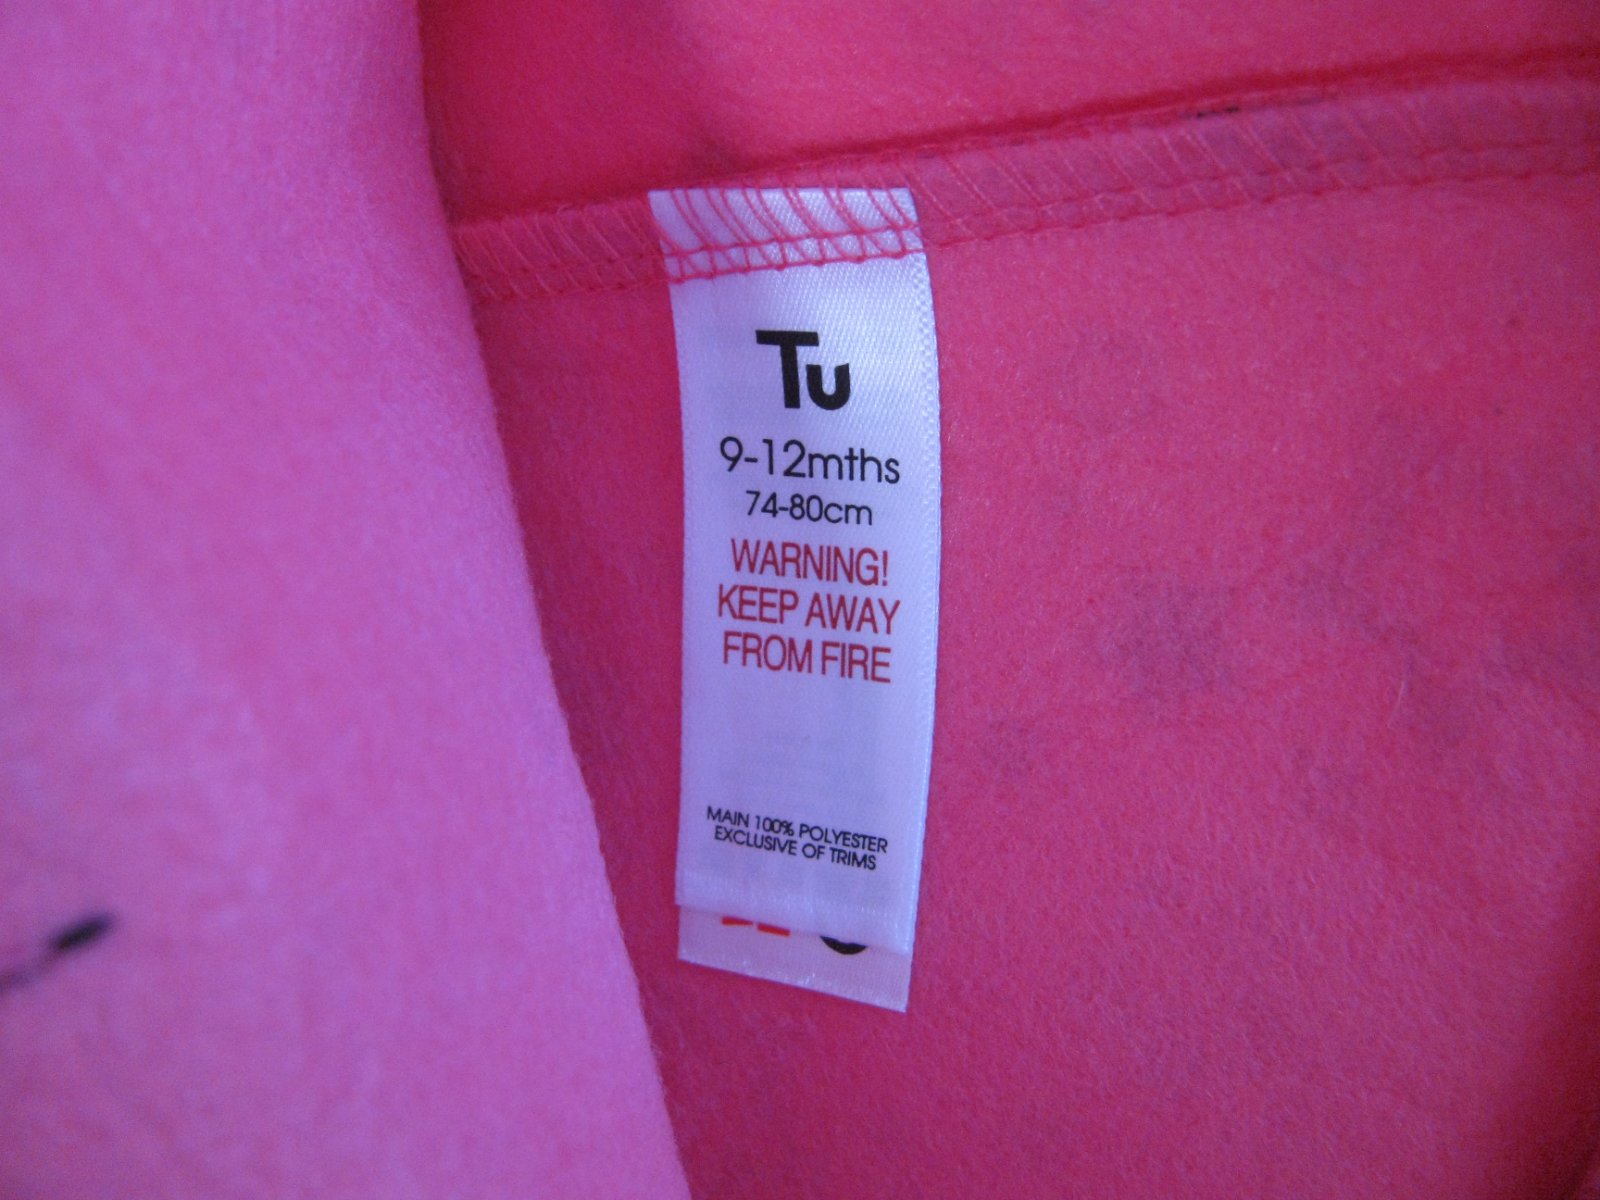 Tu
9-12mths
74-80cm
WARNING!
KEEP AWAY
FROM FIRE
MAIN 100% POLYESTER
EXCLUSIVE OF TRIMS